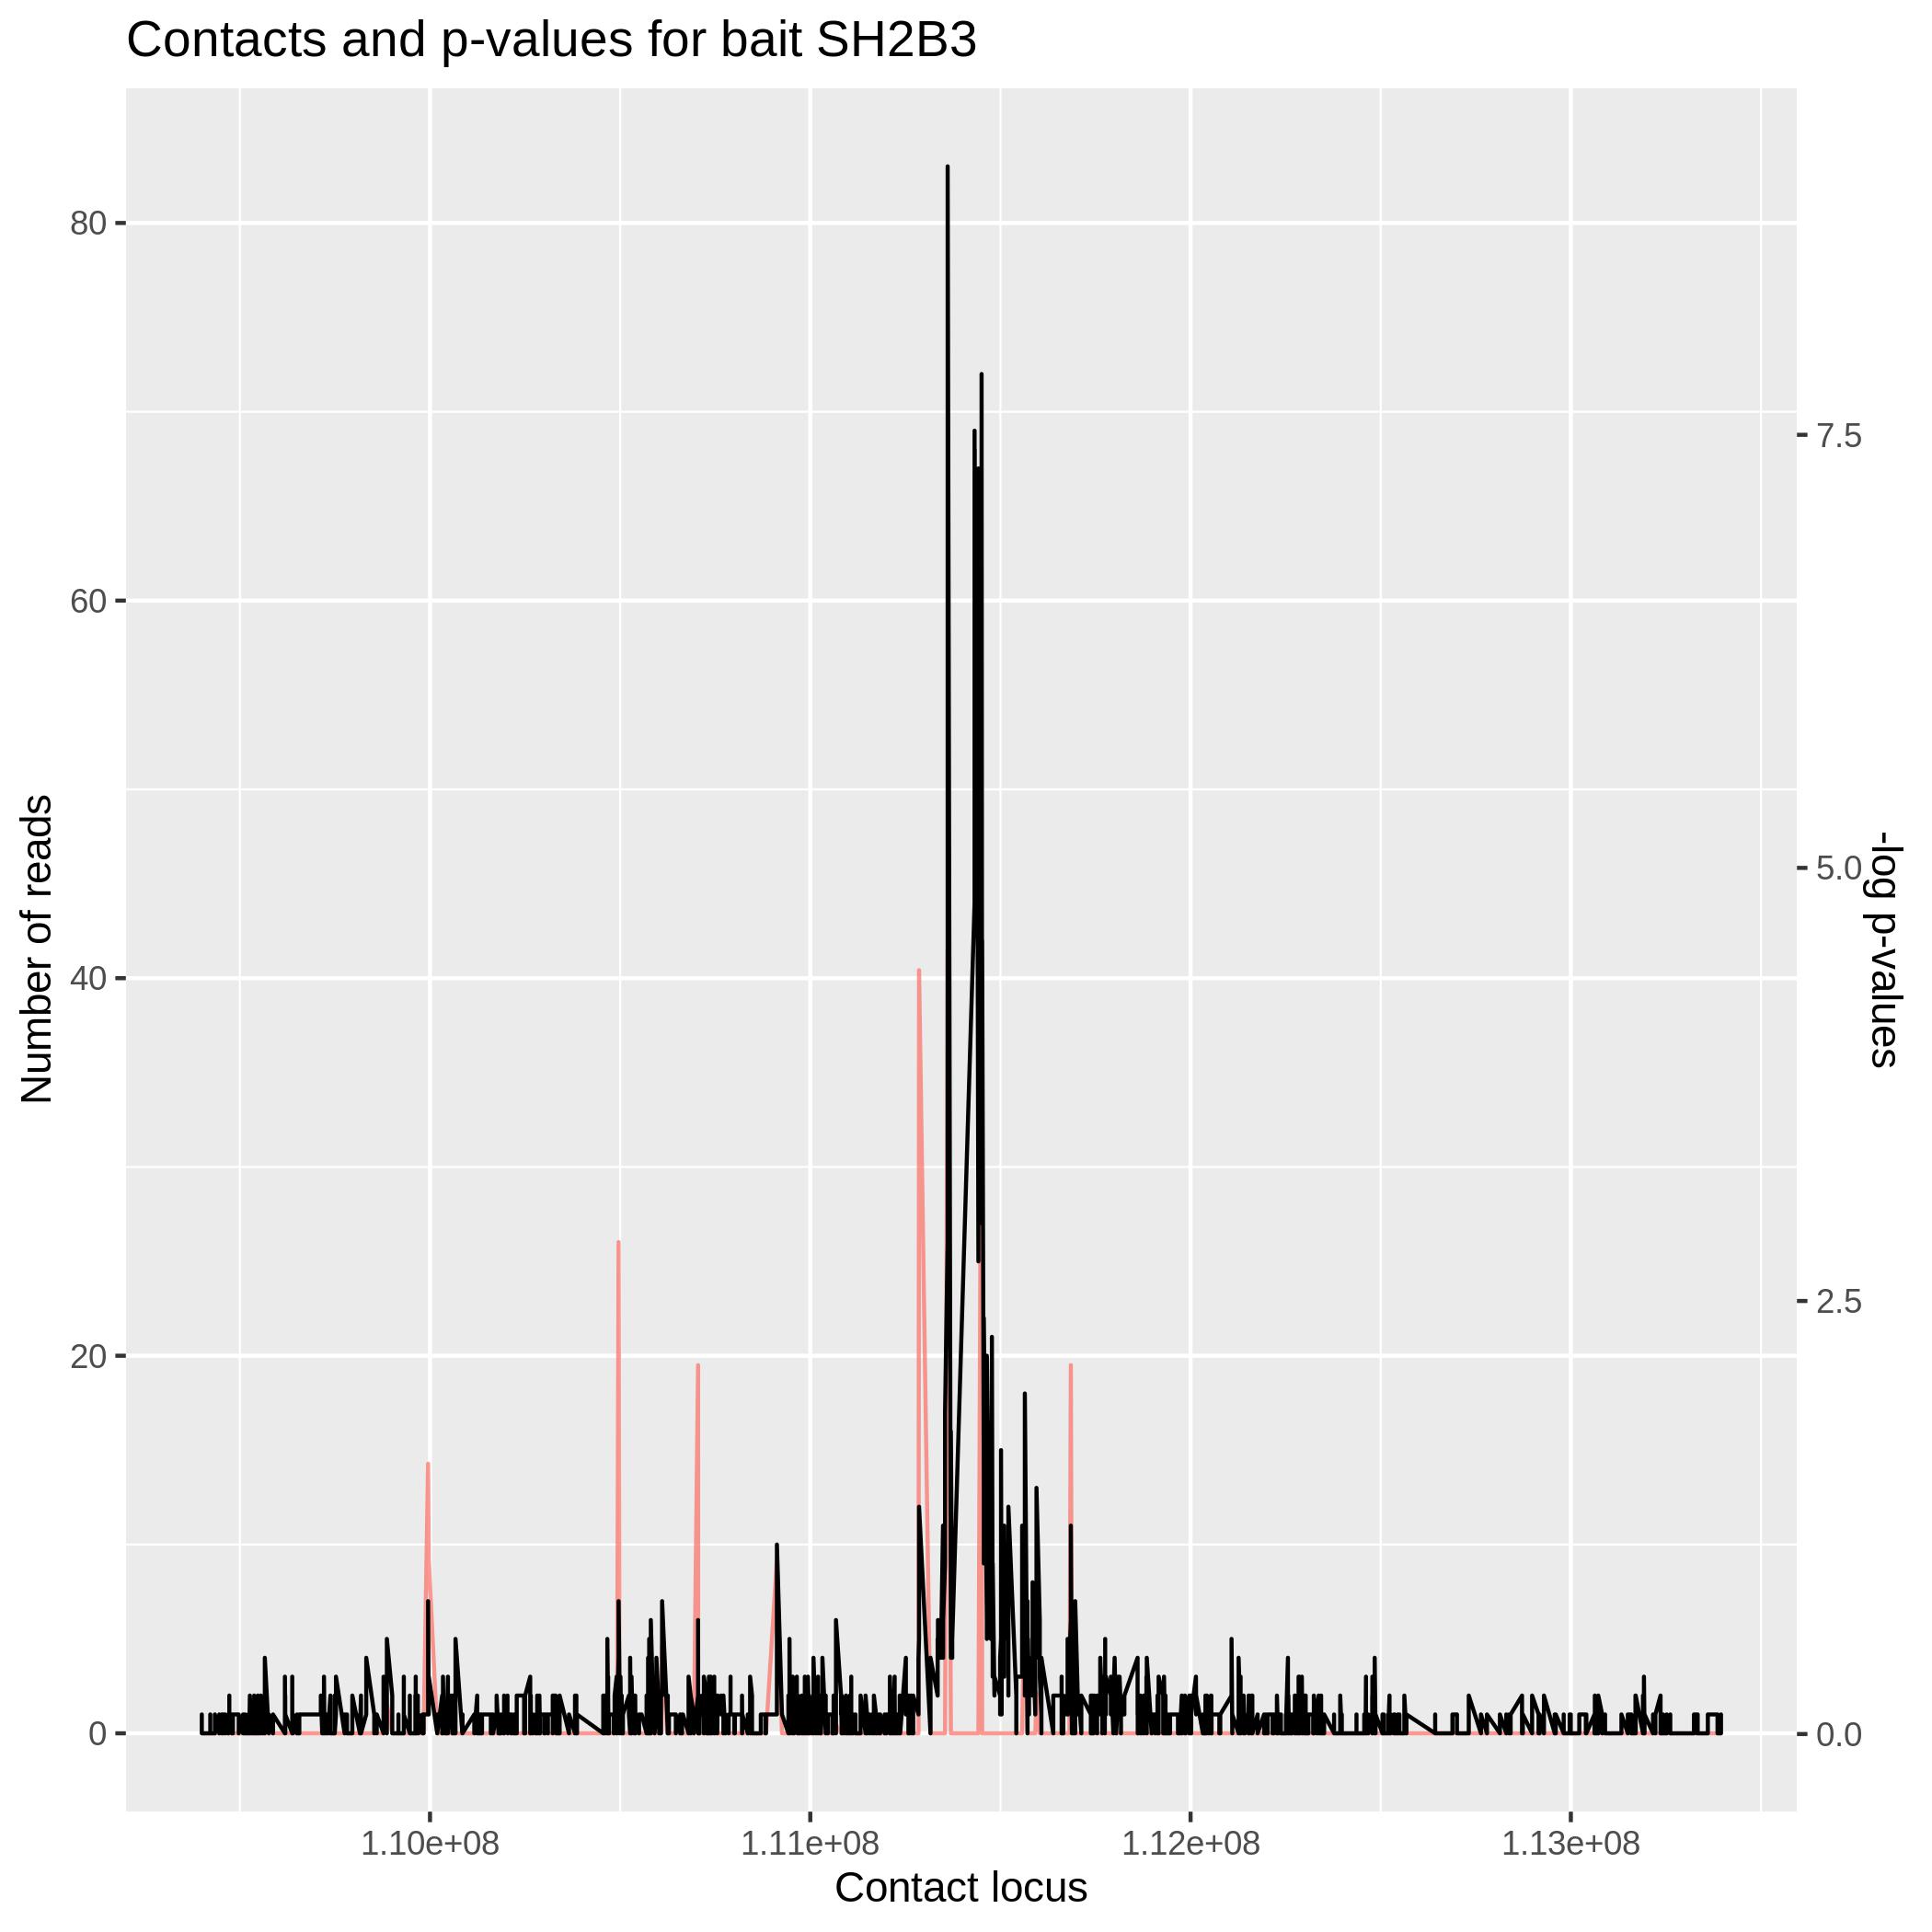 Contacts and p-values for bait SH2B3
80
60
40
20
0
Number of reads
7.5
5.0
2.5
0.0
-log p-values
1.10e+08
1.11e+08
1.12e+08
1.13e+08
Contact locus